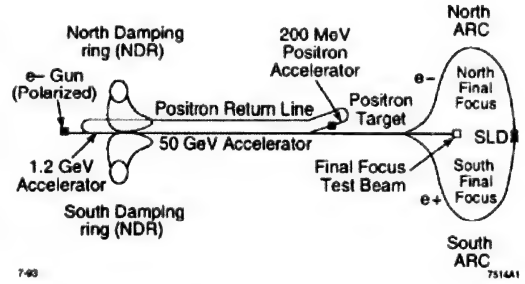 North Damping
ring (NDR)
200 MeV
Positron
Accelerator
North
ARC
e- Gun
(Polarized)
e-
North
Final
Focus
Positron Return Line
Positron
Target
50 GeV Accelerator
SLD
1.2 GeV
Accelerator
Final Focus
Test Beam
South
Final
Focus
e+
South Damping
ring (NDR)
South
ARC
7-93
7514A1